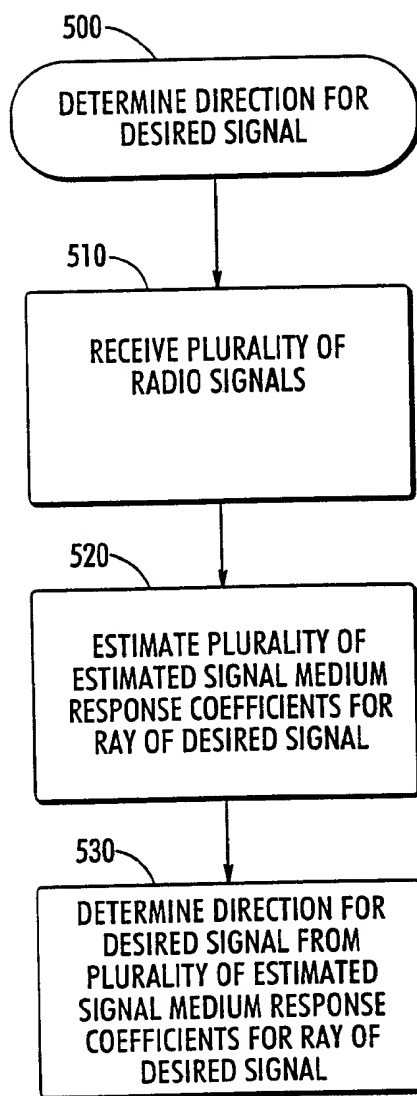 500
DETERMINE DIRECTION FOR
DESIRED SIGNAL
510
RECEIVE PLURALITY OF
RADIO SIGNALS
520
ESTIMATE PLURALITY OF
ESTIMATED SIGNAL MEDIUM
RESPONSE COEFFICIENTS FOR
RAY OF DESIRED SIGNAL
530
DETERMINE DIRECTION FOR
DESIRED SIGNAL FROM
PLURALITY OF ESTIMATED
SIGNAL MEDIUM RESPONSE
COEFFICIENTS FOR RAY OF
DESIRED SIGNAL